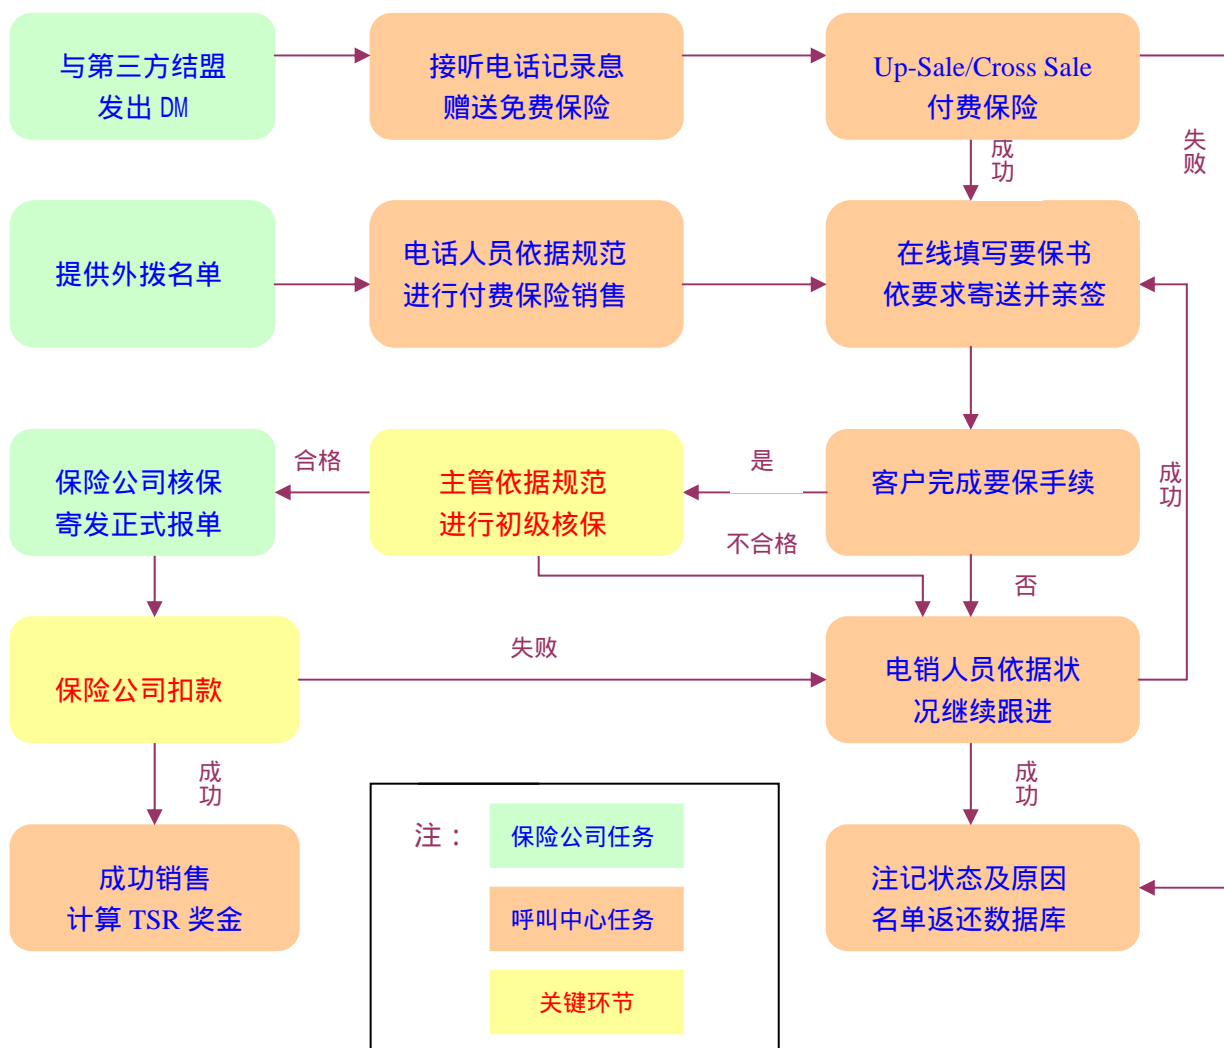 与第三方结盟
发出 DM
接听电话记录息
赠送免费保险
Up-Sale/Cross Sale
付费保险
失败
成功
提供外拨名单
电话人员依据规范
进行付费保险销售
在线填写要保书
依要求寄送并亲签
保险公司核保
寄发正式报单
合格
主管依据规范
进行初级核保
是
客户完成要保手续
成功
不合格
否
保险公司扣款
失败
电销人员依据状
况继续跟进
成功
成功
成功销售
计算 TSR 奖金
注：
保险公司任务
呼叫中心任务
关键环节
注记状态及原因
名单返还数据库